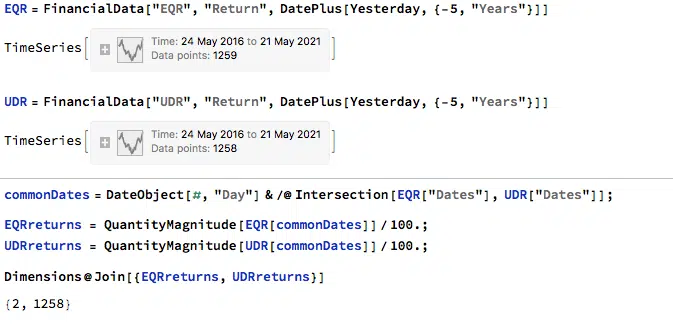 EQR = FinancialData["EQR", "Return", DatePlus[Yesterday, {-5, "Years"}]]
TimeSeries[
Time: 24 May 2016 to 21 May 2021
Data points: 1259
]
UDR = FinancialData["UDR", "Return", DatePlus[Yesterday, {-5, "Years"}]]
TimeSeries[
Time: 24 May 2016 to 21 May 2021
Data points: 1258
]
commonDates = DateObject[#, "Day"] & /@ Intersection[EQR["Dates"], UDR["Dates"]];
EQRreturns = QuantityMagnitude[EQR[commonDates]] / 100.;
UDRreturns = QuantityMagnitude[UDR[commonDates]] / 100.;
Dimensions@Join[{EQRreturns, UDRreturns}]
{2, 1258}